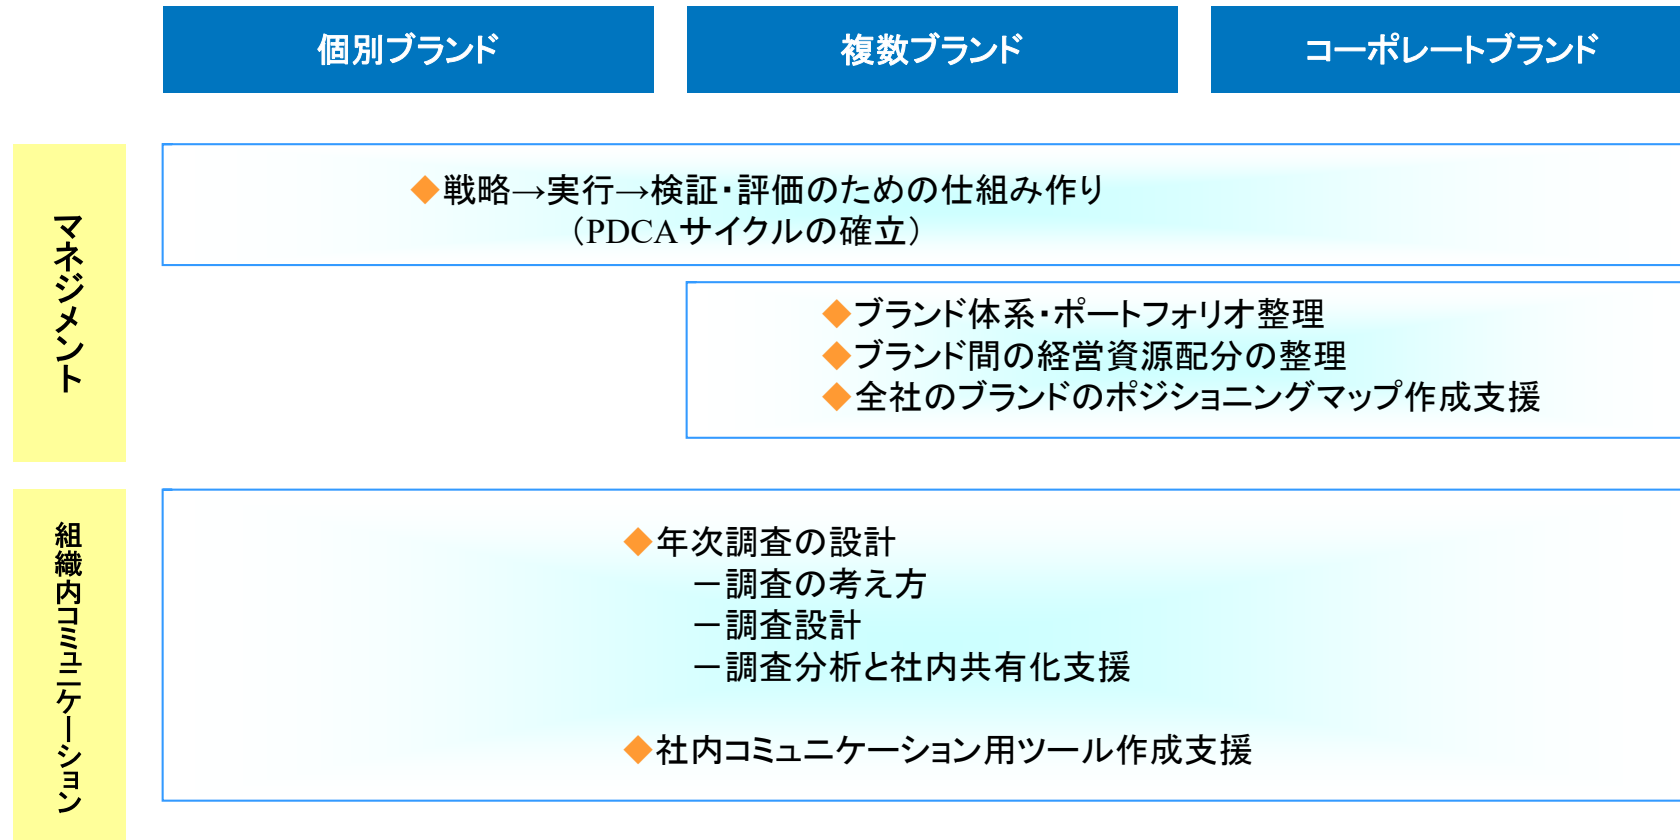 個別ブランド
複数ブランド
コーポレートブランド
マネジメント
◆戦略→実行→検証・評価のための仕組み作り
（PDCAサイクルの確立）
◆ブランド体系・ポートフォリオ整理
◆ブランド間の経営資源配分の整理
◆全社のブランドのポジショニングマップ作成支援
組織内コミュニケーション
◆年次調査の設計
－調査の考え方
－調査設計
－調査分析と社内共有化支援
◆社内コミュニケーション用ツール作成支援